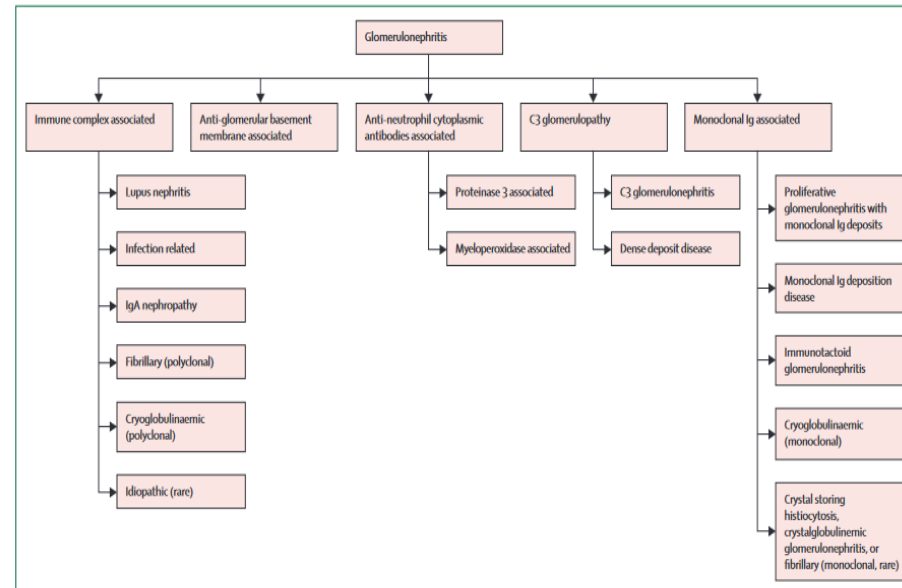 Glomerulonephritis
Immune complex associated
Anti-glomerular basement
membrane associated
Anti-neutrophil cytoplasmic
antibodies associated
C3 glomerulopathy
Monoclonal Ig associated
Lupus nephritis
Infection related
IgA nephropathy
Fibrillary (polyclonal)
Cryoglobulinaemic
(polyclonal)
Idiopathic (rare)
Proteinase 3 associated
Myeloperoxidase associated
C3 glomerulonephritis
Dense deposit disease
Proliferative
glomerulonephritis with
monoclonal Ig deposits
Monoclonal Ig deposition
disease
Immunotactoid
glomerulonephritis
Cryoglobulinaemic
(monoclonal)
Crystal storing
histiocytosis,
crystalglobulinemic
glomerulonephritis, or
fibrillary (monoclonal, rare)